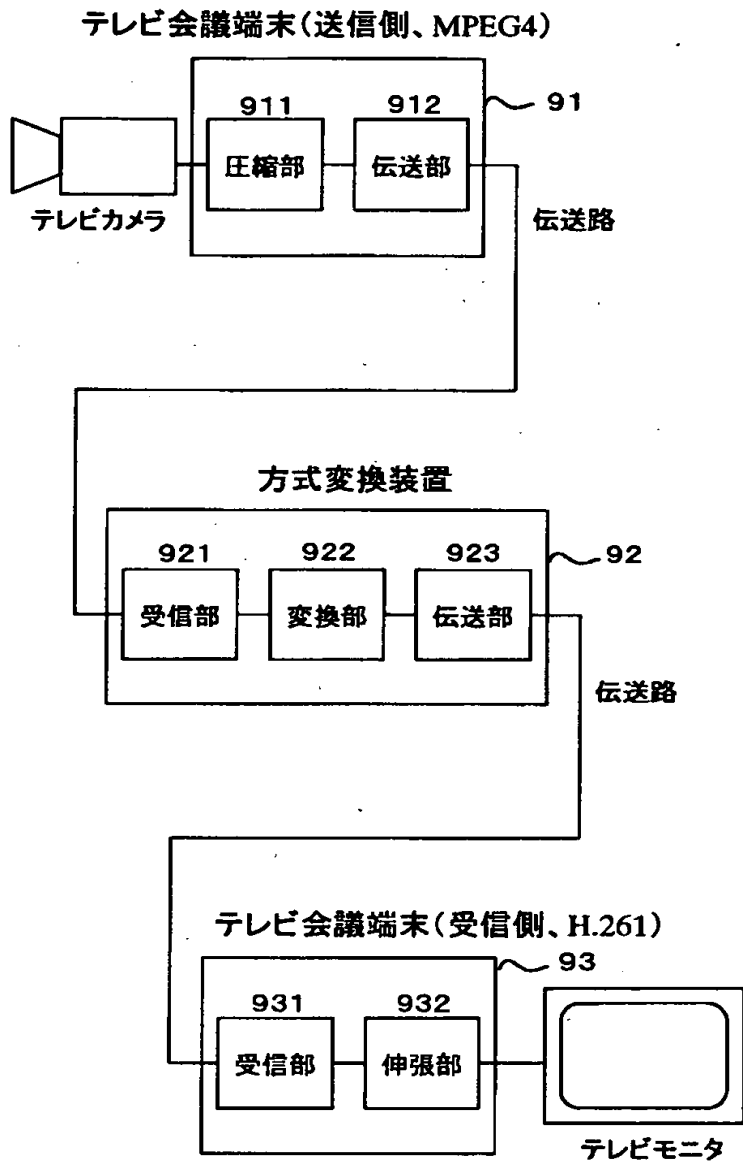 テレビ会議端末(送信側、MPEG4)
911
912
91
圧縮部
伝送部
テレビカメラ
伝送路
方式変換装置
921
922
923
92
受信部
変換部
伝送部
伝送路
テレビ会議端末(受信側、H.261)
93
931
932
受信部
伸張部
テレビモニタ